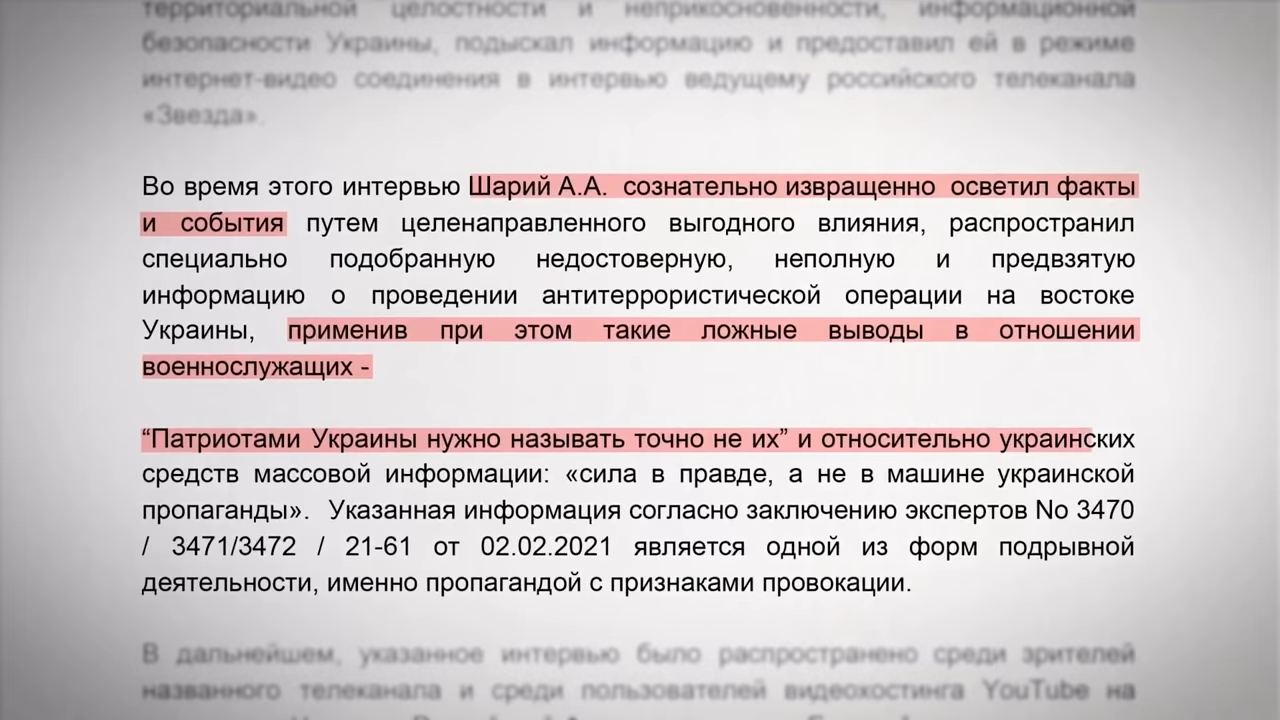 территориальной целостности и неприкосновенности, информационной
безопасности Украины, подыскал информацию и предоставил ей в режиме
интернет-видео соединения в интервью ведущему российского телеканала
«Звезда».
Во время этого интервью Шарий А.А. сознательно извращенно осветил факты
и события путем целенаправленного выгодного влияния, распространил
специально подобранную недостоверную, неполную и предвзятую
информацию о проведении антитеррористической операции на востоке
Украины, применив при этом такие ложные выводы в отношении
военнослужащих -
“Патриотами Украины нужно называть точно не их” и относительно украинских
средств массовой информации: «сила в правде, а не в машине украинской
пропаганды». Указанная информация согласно заключению экспертов No 3470
/ 3471/3472 / 21-61 от 02.02.2021 является одной из форм подрывной
деятельности, именно пропагандой с признаками провокации.
В дальнейшем, указанное интервью было распространено среди зрителей
названного телеканала и среди пользователей видеохостинга YouTube на